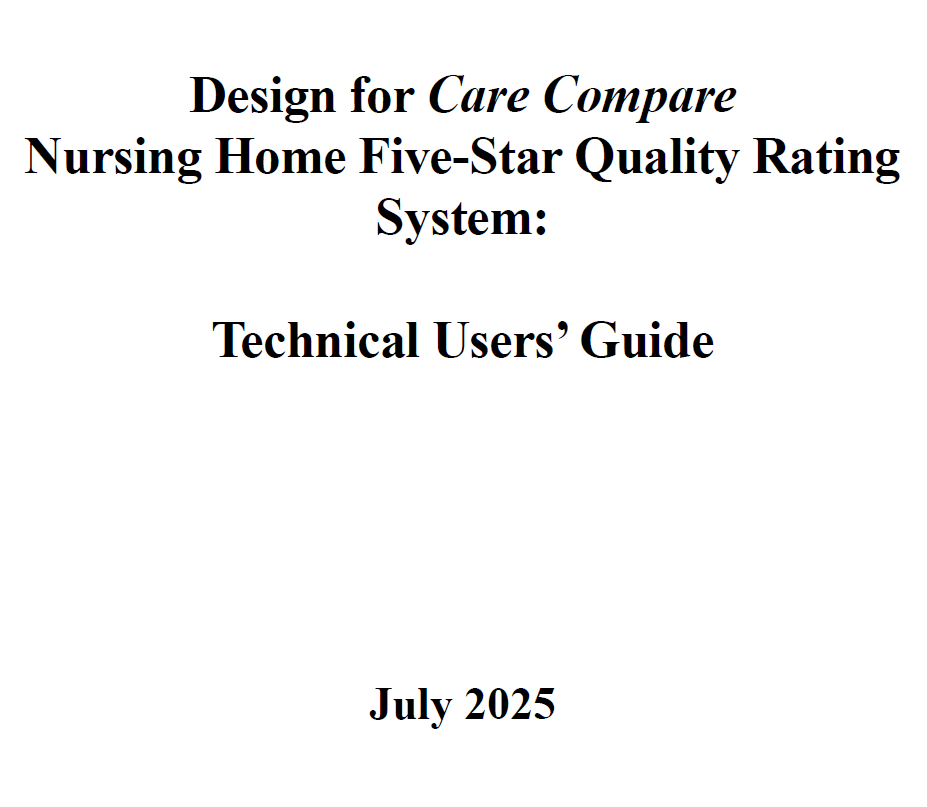 Design for Care Compare
Nursing Home Five-Star Quality Rating
System:
Technical Users’ Guide
July 2025